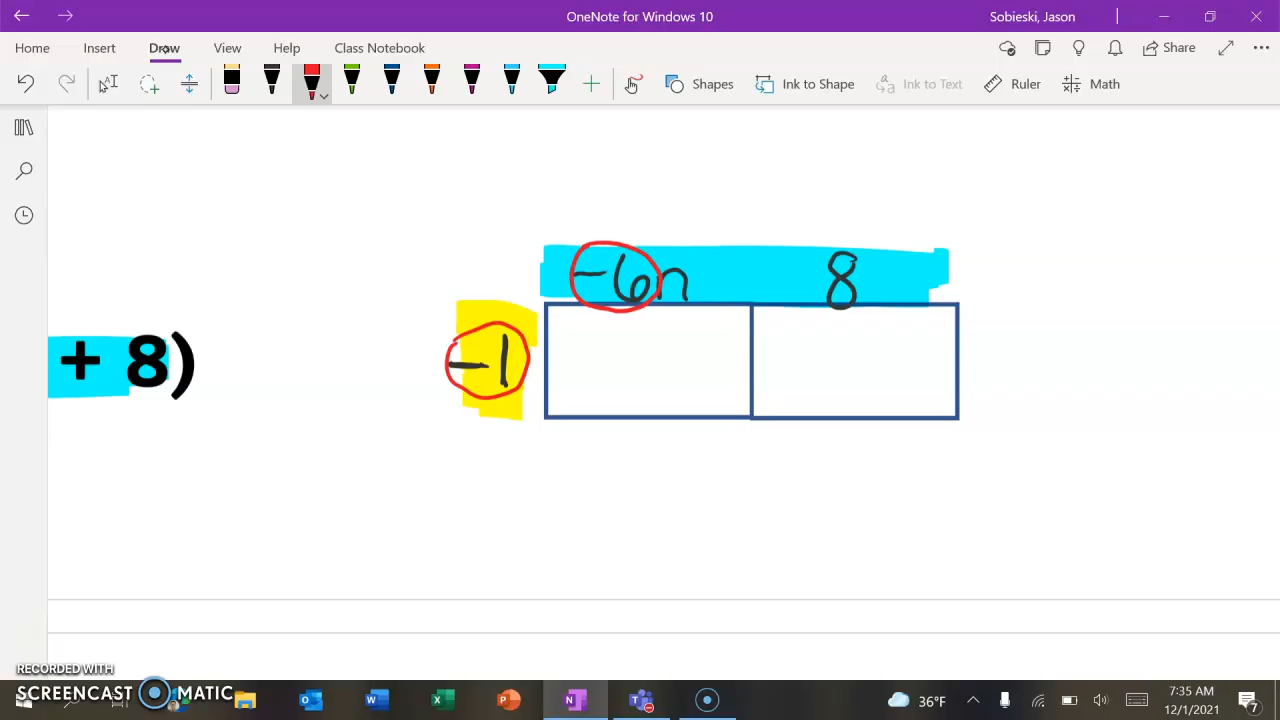 OneNote for Windows 10
Sobieski, Jason
Home Insert Draw View Help Class Notebook Share
Shapes Ink to Shape Ink to Text Ruler Math
-6n 8
-1
+ 8)
RECORDED WITH
SCREENCAST MATIC
36°F
7:35 AM
12/1/2021
7